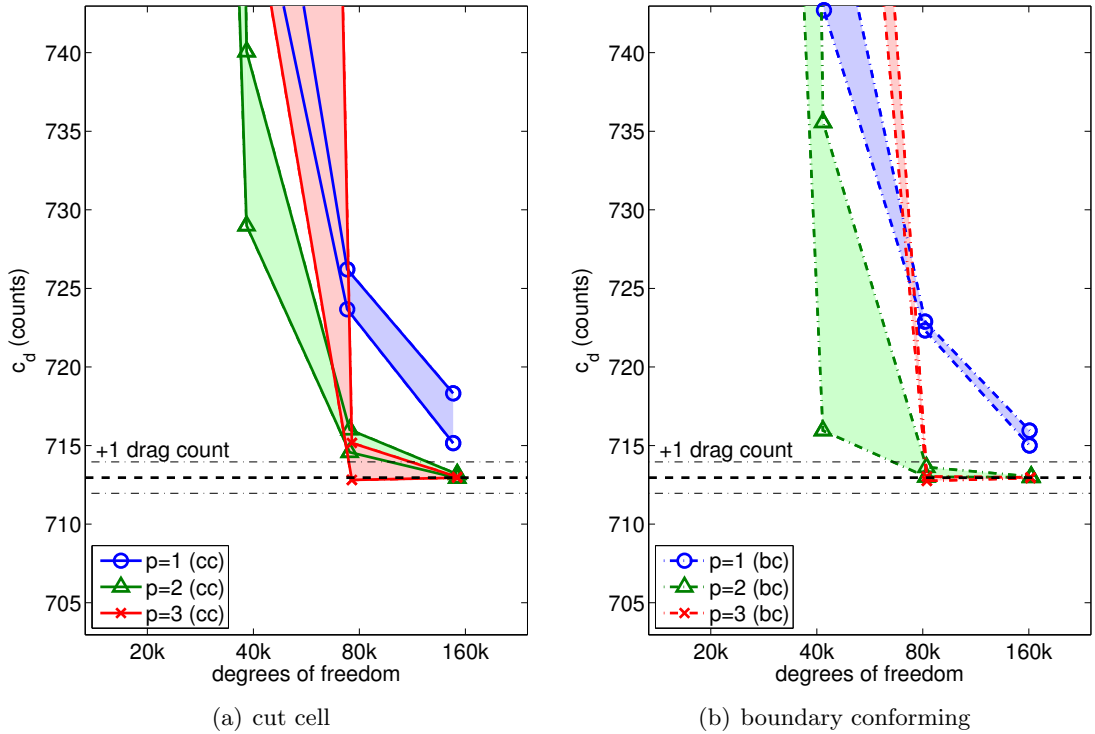 740
735
730
725
720
715
710
705
c_d (counts)
+1 drag count
p=1 (cc)
p=2 (cc)
p=3 (cc)
20k 40k 80k 160k
degrees of freedom
(a) cut cell
740
735
730
725
720
715
710
705
c_d (counts)
+1 drag count
p=1 (bc)
p=2 (bc)
p=3 (bc)
20k 40k 80k 160k
degrees of freedom
(b) boundary conforming